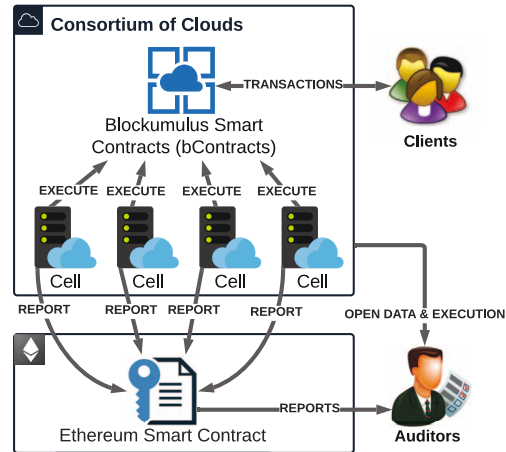 Consortium of Clouds
TRANSACTIONS
Blockumulus Smart
Contracts (bContracts)
Clients
EXECUTE EXECUTE EXECUTE EXECUTE
Cell Cell Cell Cell
REPORT REPORT REPORT REPORT
OPEN DATA & EXECUTION
REPORTS
Ethereum Smart Contract
Auditors